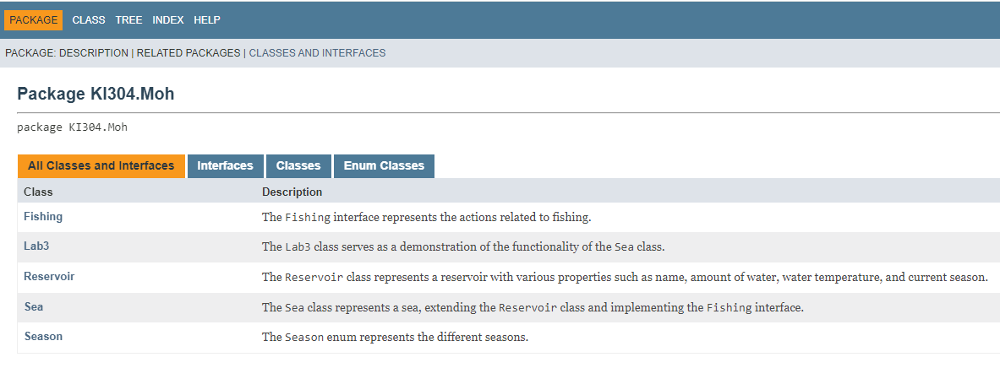 PACKAGE CLASS TREE INDEX HELP
PACKAGE: DESCRIPTION | RELATED PACKAGES | CLASSES AND INTERFACES
Package KI304.Moh
package KI304.Moh
All Classes and Interfaces Interfaces Classes Enum Classes
Class Description
Fishing The Fishing interface represents the actions related to fishing.
Lab3 The Lab3 class serves as a demonstration of the functionality of the Sea class.
Reservoir The Reservoir class represents a reservoir with various properties such as name, amount of water, water temperature, and current season.
Sea The Sea class represents a sea, extending the Reservoir class and implementing the Fishing interface.
Season The Season enum represents the different seasons.